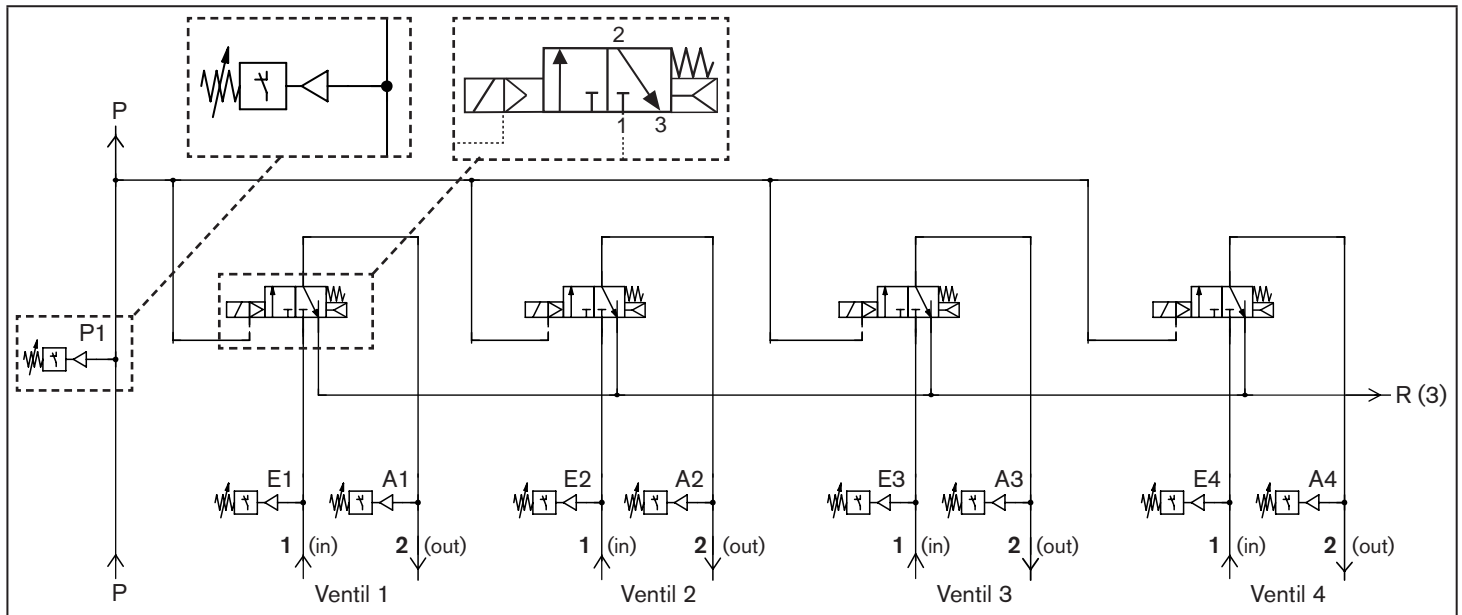 2
1 3
P
P1
R (3)
E1 A1 E2 A2 E3 A3 E4 A4
1 (in) 2 (out) 1 (in) 2 (out) 1 (in) 2 (out) 1 (in) 2 (out)
P Ventil 1 Ventil 2 Ventil 3 Ventil 4